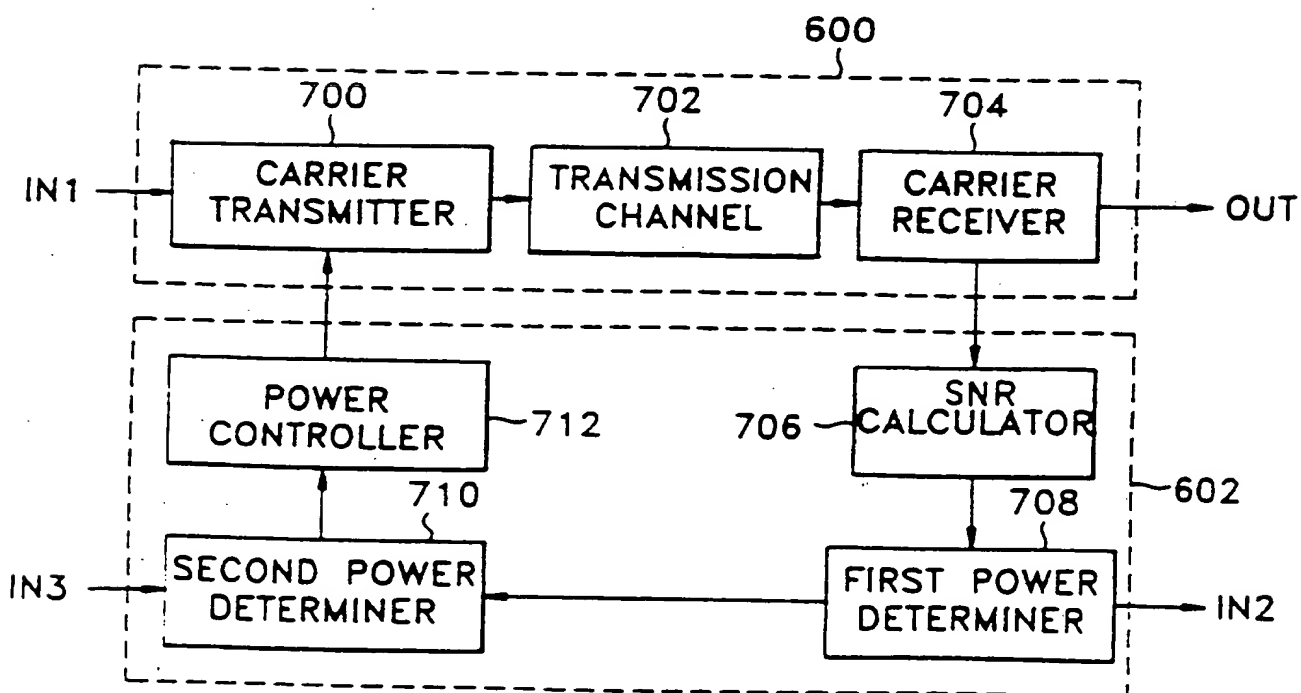 600
700
702
704
IN1
CARRIER
TRANSMITTER
TRANSMISSION
CHANNEL
CARRIER
RECEIVER
OUT
POWER
CONTROLLER
712
706
SNR
CALCULATOR
602
710
708
IN3
SECOND POWER
DETERMINER
FIRST POWER
DETERMINER
IN2